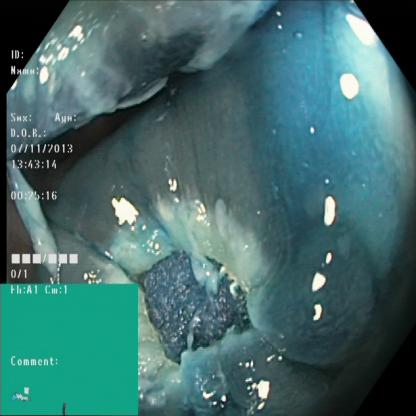 ID:
Name:
Sex: Age:
D.O.B.:
07/11/2013
13:43:14
00:25:16
0/1
Eh:A1 Cm:1
Comment: